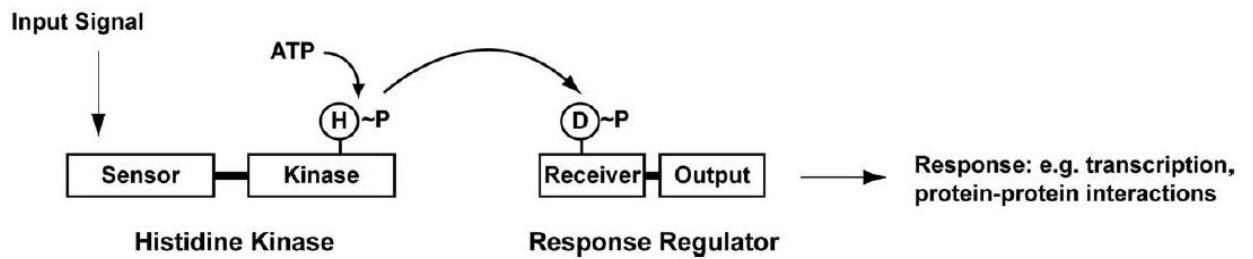 Input Signal
ATP
H ~P
D ~P
Sensor
Kinase
Receiver
Output
Response: e.g. transcription,
protein-protein interactions
Histidine Kinase
Response Regulator